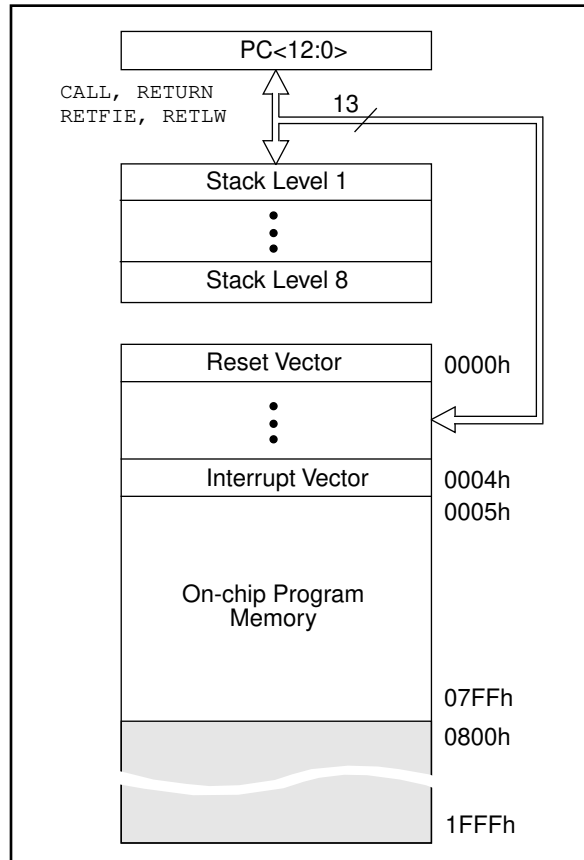 PC<12:0>
CALL, RETURN
RETFIE, RETLW
13
Stack Level 1
Stack Level 8
Reset Vector
0000h
Interrupt Vector
0004h
0005h
On-chip Program
Memory
07FFh
0800h
1FFFh